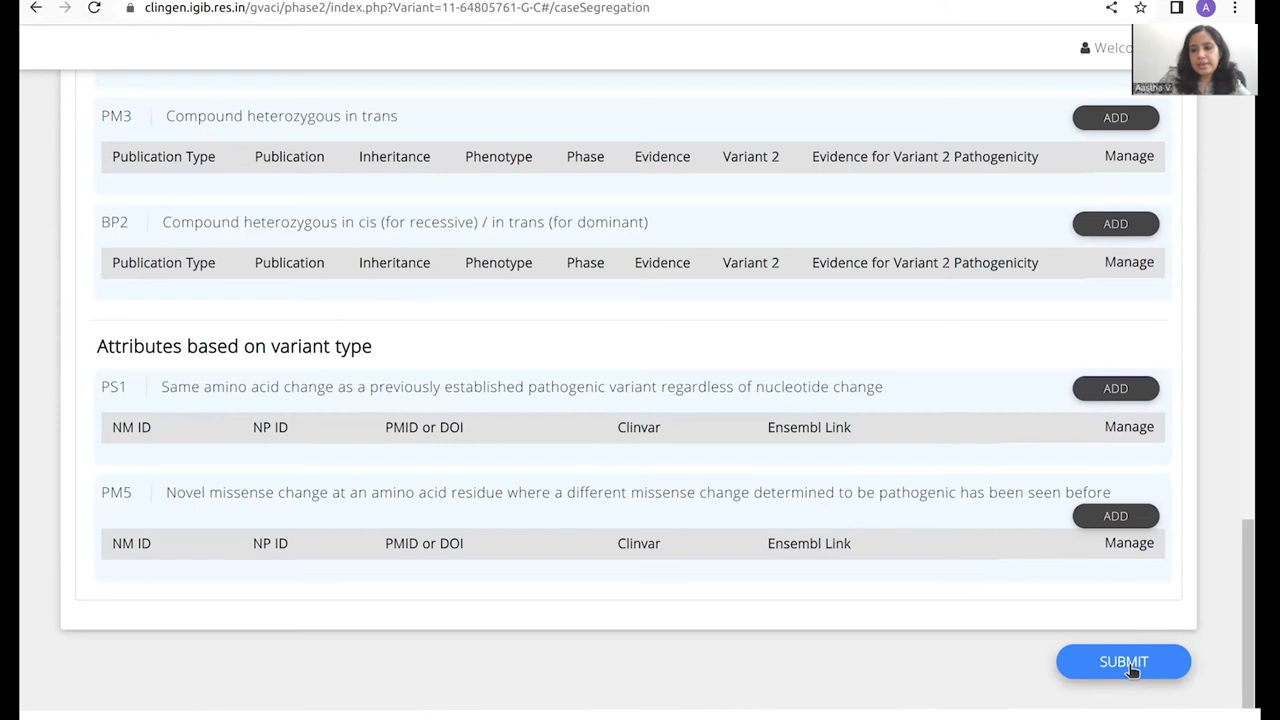 clingen.igib.res.in/gvaci/phase2/index.php?Variant=11-64805761-G-C#/caseSegregation
A
Welco
Aastha V
PM3 Compound heterozygous in trans ADD
Publication Type Publication Inheritance Phenotype Phase Evidence Variant 2 Evidence for Variant 2 Pathogenicity Manage
BP2 Compound heterozygous in cis (for recessive) / in trans (for dominant) ADD
Publication Type Publication Inheritance Phenotype Phase Evidence Variant 2 Evidence for Variant 2 Pathogenicity Manage
Attributes based on variant type
PS1 Same amino acid change as a previously established pathogenic variant regardless of nucleotide change ADD
NM ID NP ID PMID or DOI Clinvar Ensembl Link Manage
PM5 Novel missense change at an amino acid residue where a different missense change determined to be pathogenic has been seen before
ADD
NM ID NP ID PMID or DOI Clinvar Ensembl Link Manage
SUBMIT